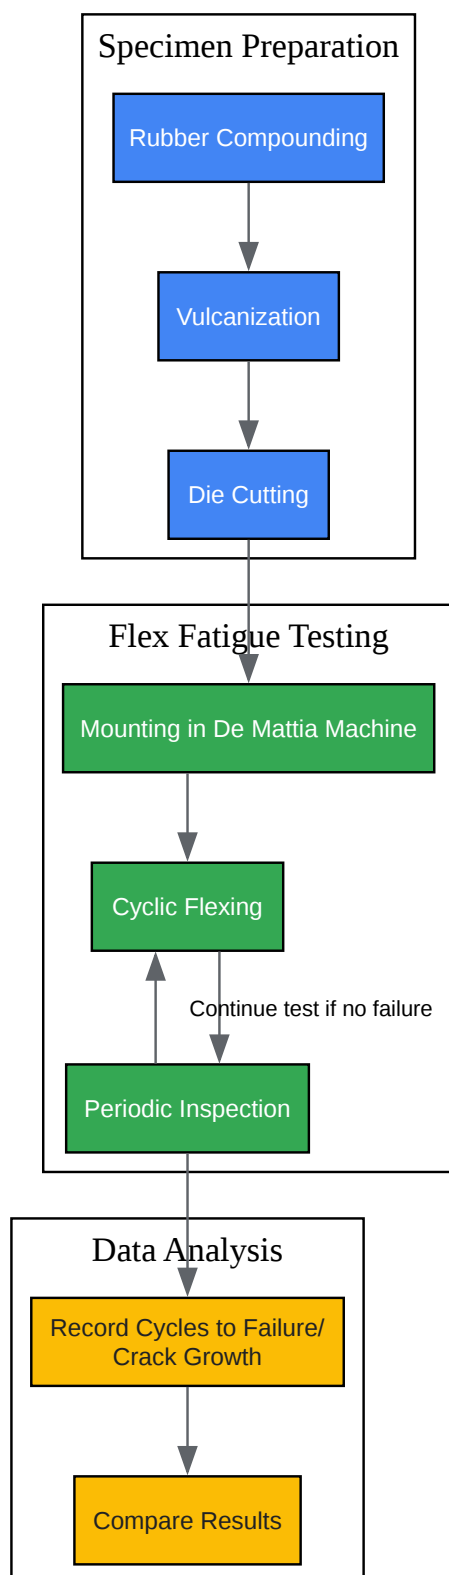 Specimen Preparation
Rubber Compounding
Vulcanization
Die Cutting
Flex Fatigue Testing
Mounting in De Mattia Machine
Cyclic Flexing
Continue test if no failure
Periodic Inspection
Data Analysis
Record Cycles to Failure/
Crack Growth
Compare Results